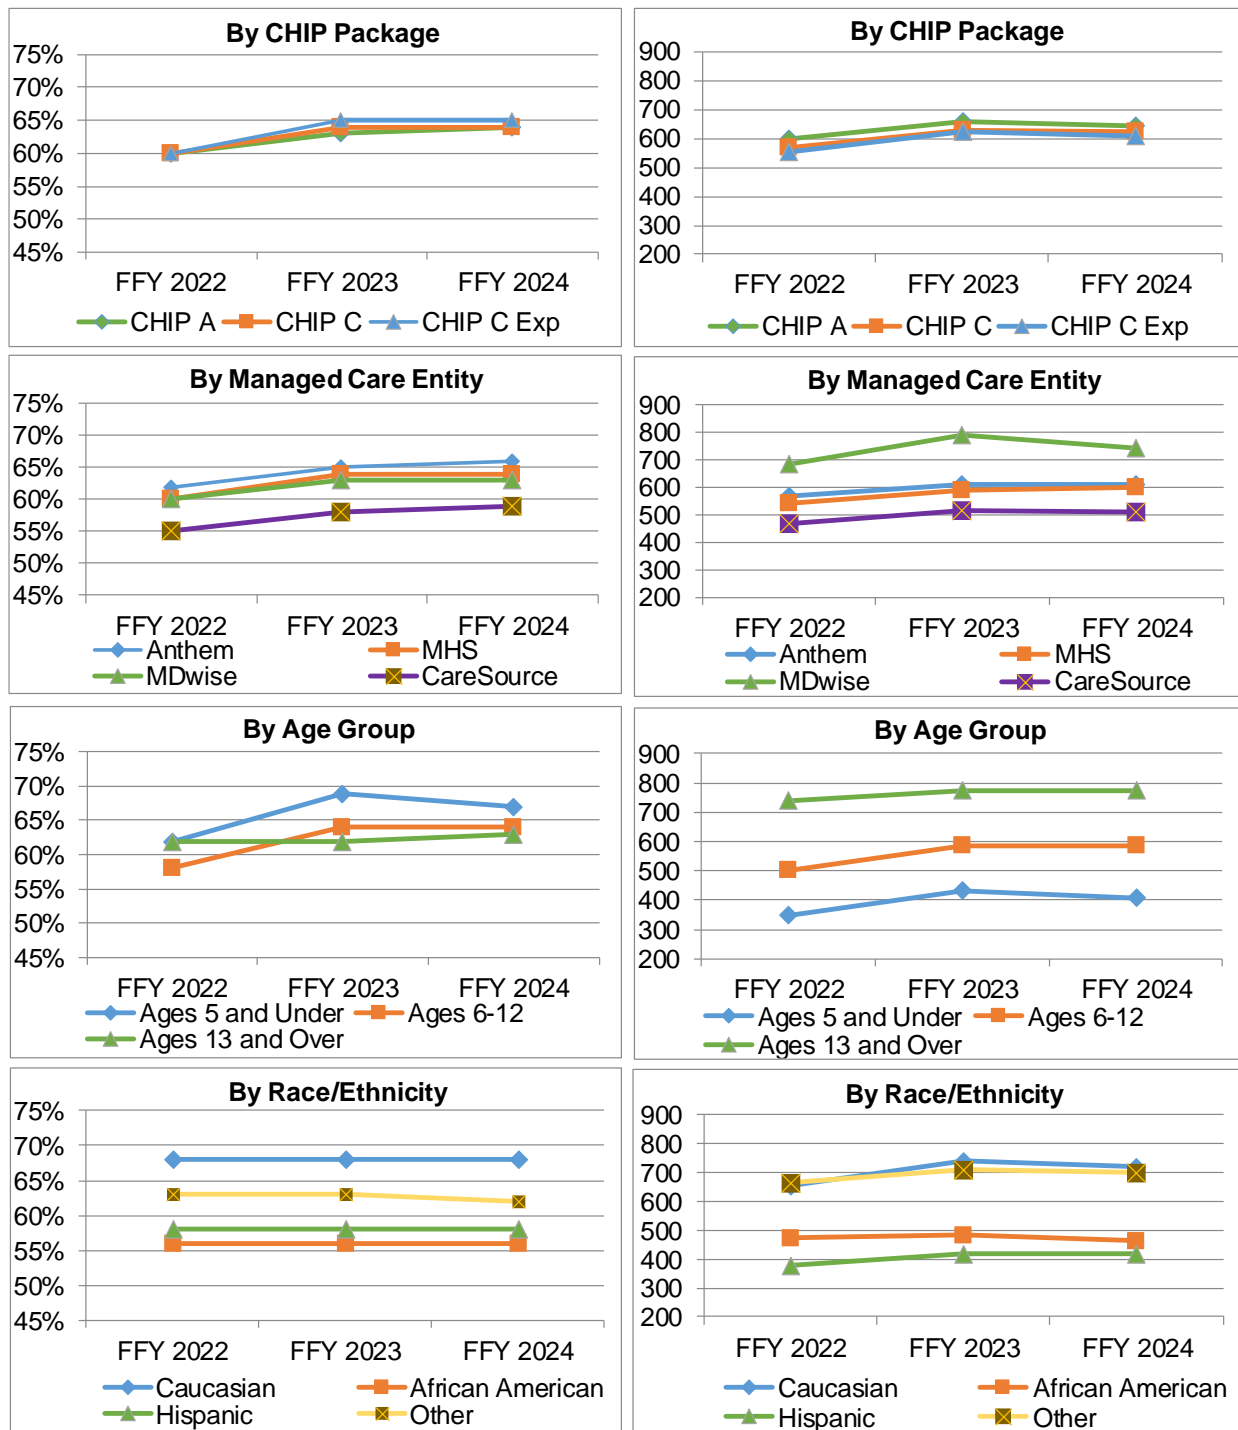 By CHIP Package
75%
70%
65%
60%
55%
50%
45%
FFY 2022 FFY 2023 FFY 2024
CHIP A CHIP C CHIP C Exp
By CHIP Package
900
800
700
600
500
400
300
200
FFY 2022 FFY 2023 FFY 2024
CHIP A CHIP C CHIP C Exp
By Managed Care Entity
75%
70%
65%
60%
55%
50%
45%
FFY 2022 FFY 2023 FFY 2024
Anthem MHS
MDwise CareSource
By Managed Care Entity
900
800
700
600
500
400
300
200
FFY 2022 FFY 2023 FFY 2024
Anthem MHS
MDwise CareSource
By Age Group
75%
70%
65%
60%
55%
50%
45%
FFY 2022 FFY 2023 FFY 2024
Ages 5 and Under Ages 6-12
Ages 13 and Over
By Age Group
900
800
700
600
500
400
300
200
FFY 2022 FFY 2023 FFY 2024
Ages 5 and Under Ages 6-12
Ages 13 and Over
By Race/Ethnicity
75%
70%
65%
60%
55%
50%
45%
FFY 2022 FFY 2023 FFY 2024
Caucasian African American
Hispanic Other
By Race/Ethnicity
900
800
700
600
500
400
300
200
FFY 2022 FFY 2023 FFY 2024
Caucasian African American
Hispanic Other